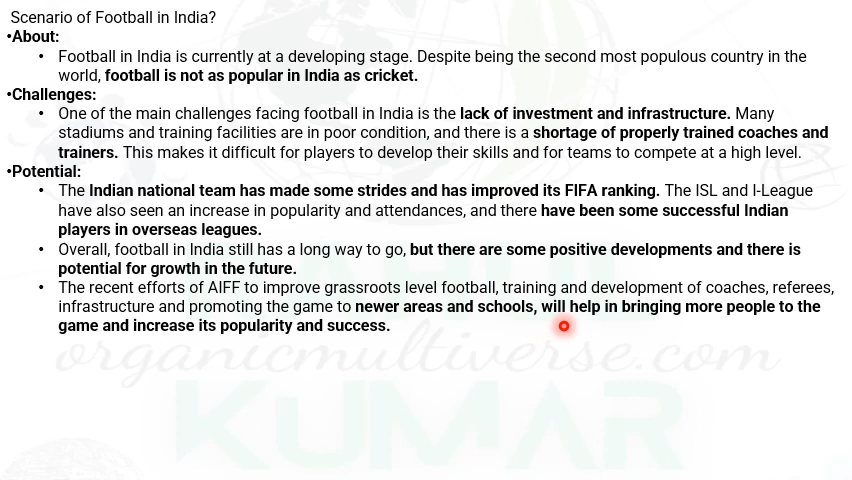 Scenario of Football in India?
•About:
• Football in India is currently at a developing stage. Despite being the second most populous country in the
world, football is not as popular in India as cricket.
•Challenges:
• One of the main challenges facing football in India is the lack of investment and infrastructure. Many
stadiums and training facilities are in poor condition, and there is a shortage of properly trained coaches and
trainers. This makes it difficult for players to develop their skills and for teams to compete at a high level.
•Potential:
• The Indian national team has made some strides and has improved its FIFA ranking. The ISL and I-League
have also seen an increase in popularity and attendances, and there have been some successful Indian
players in overseas leagues.
• Overall, football in India still has a long way to go, but there are some positive developments and there is
potential for growth in the future.
• The recent efforts of AIFF to improve grassroots level football, training and development of coaches, referees,
infrastructure and promoting the game to newer areas and schools, will help in bringing more people to the
game and increase its popularity and success.
organicmultiverse.com
KUMAR